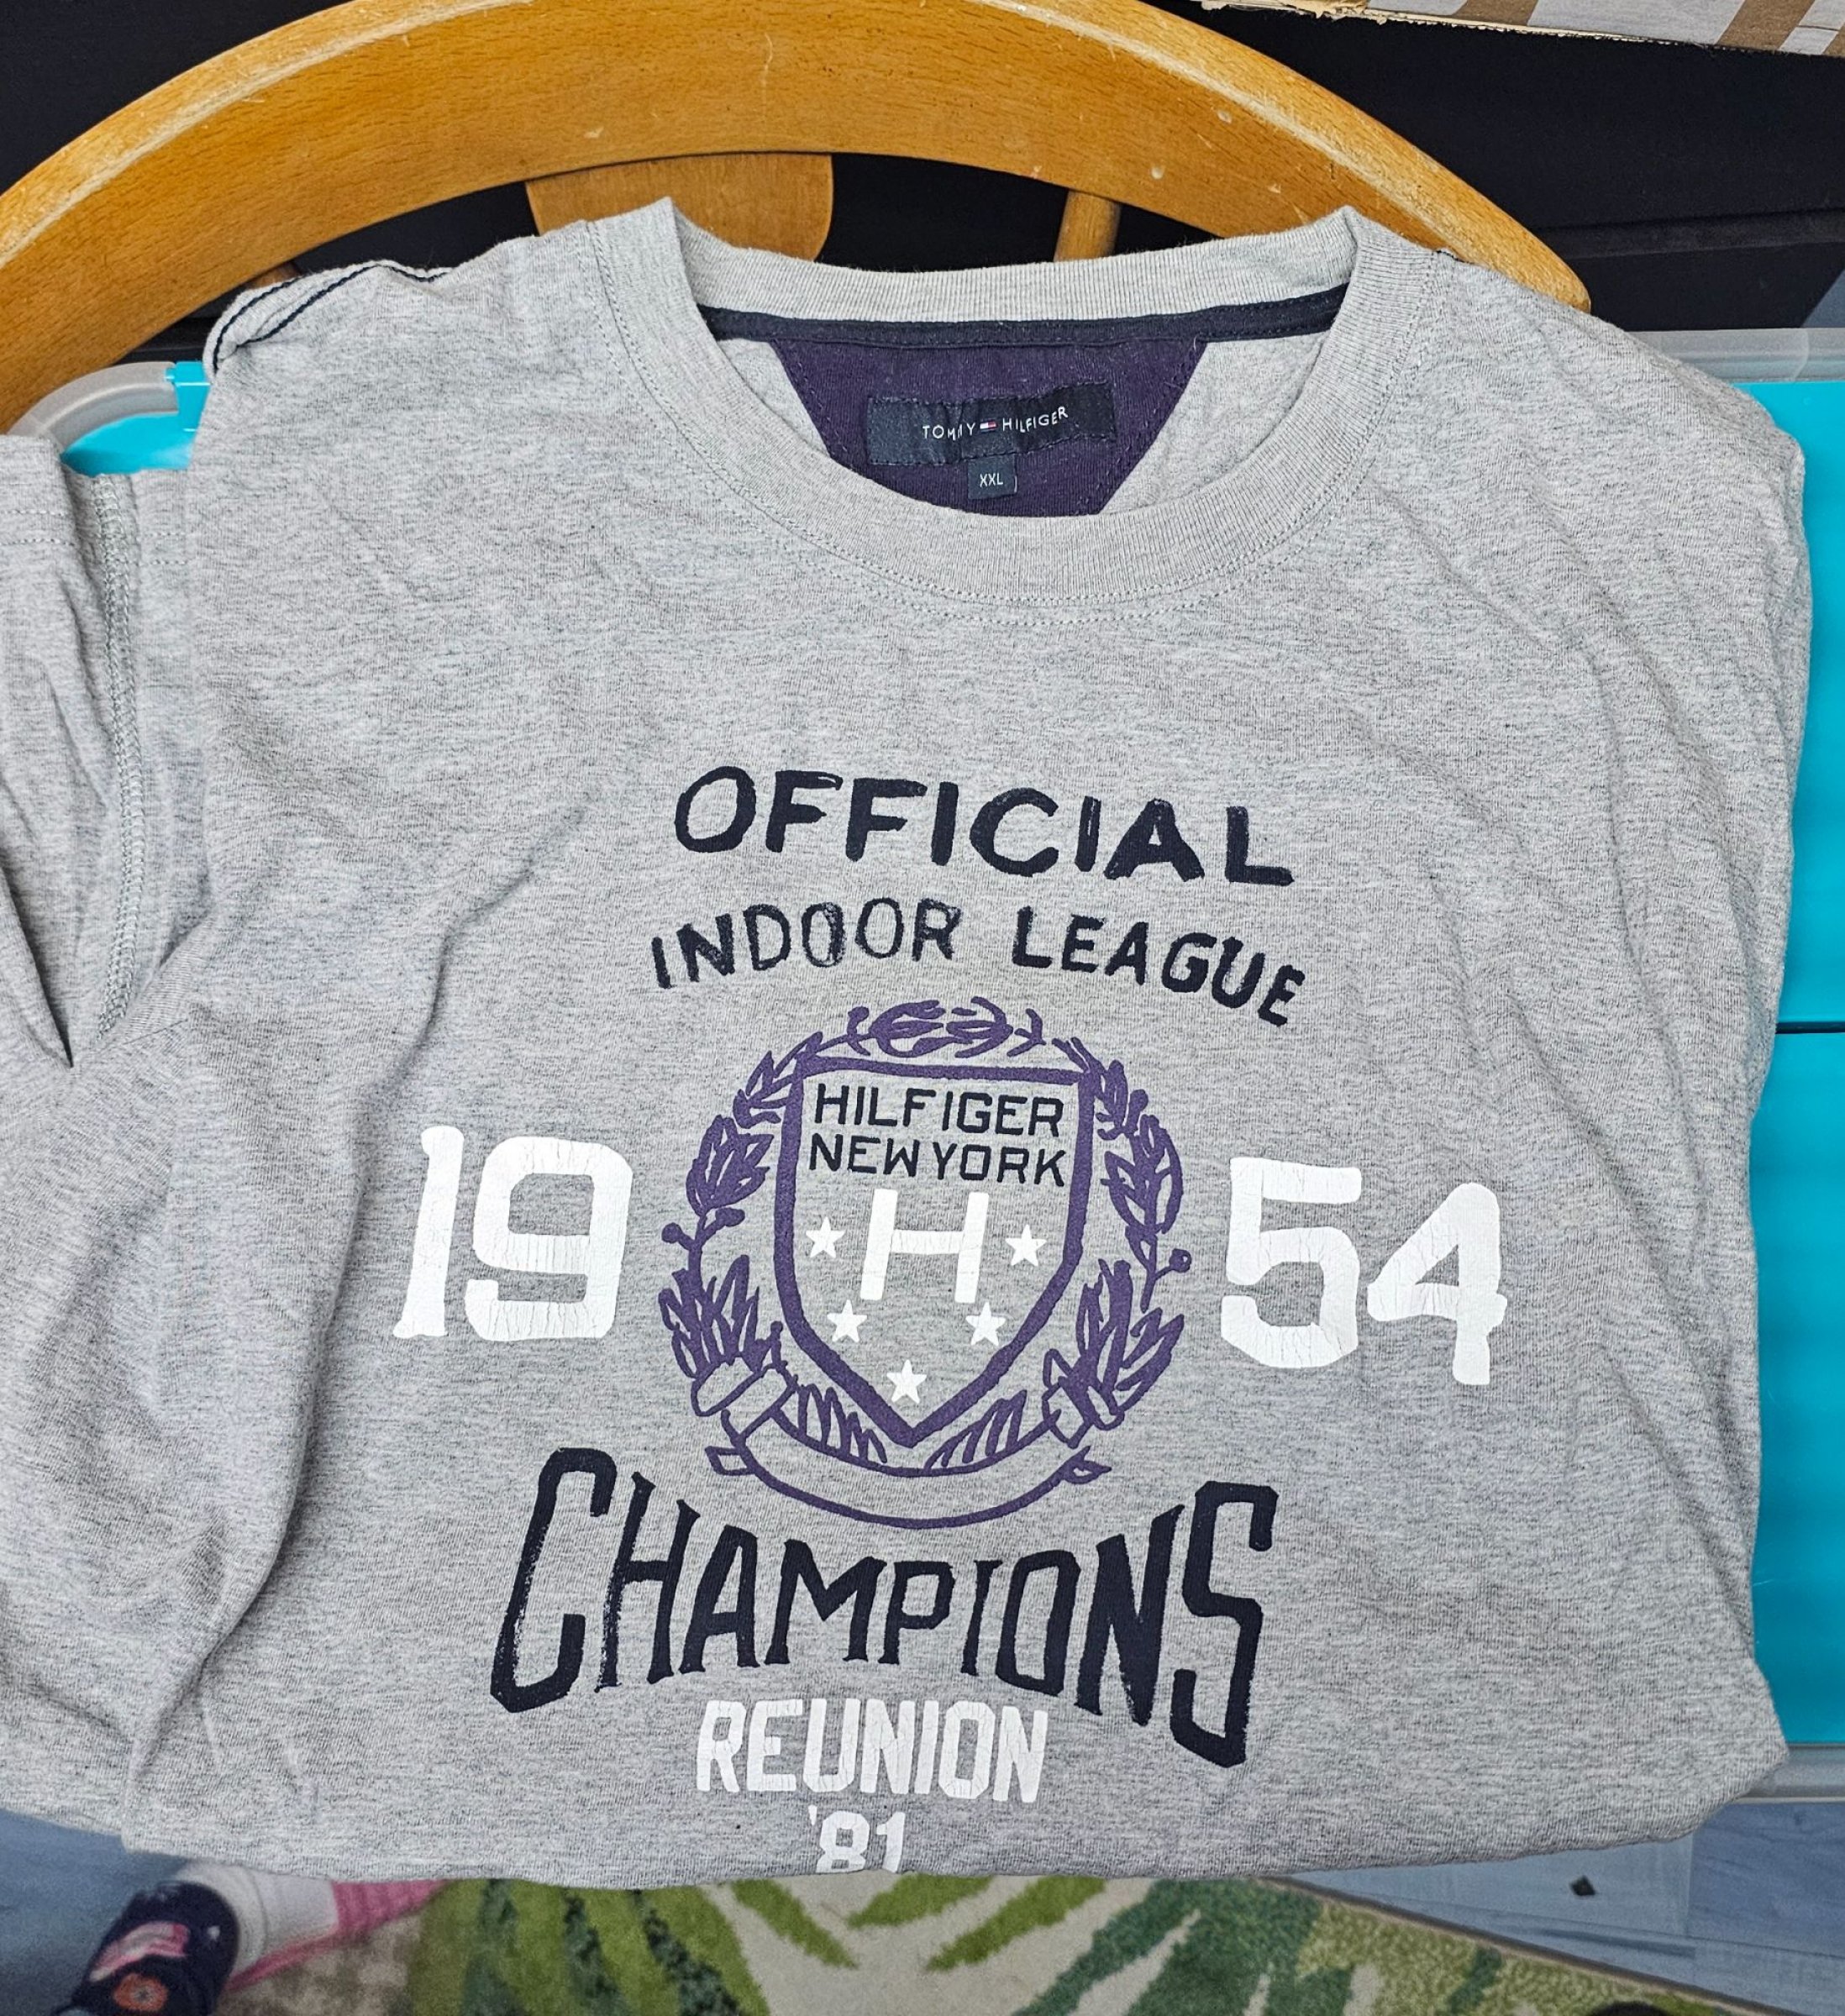 TOMMY HILFIGER
XXL
OFFICIAL
INDOOR LEAGUE
HILFIGER
NEW YORK
19 H 54
CHAMPIONS
REUNION
'81